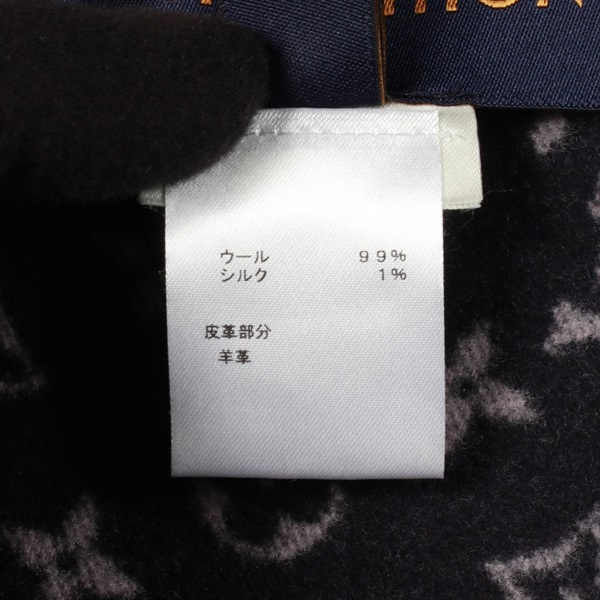 ウール 99%
シルク 1%
皮革部分
羊革